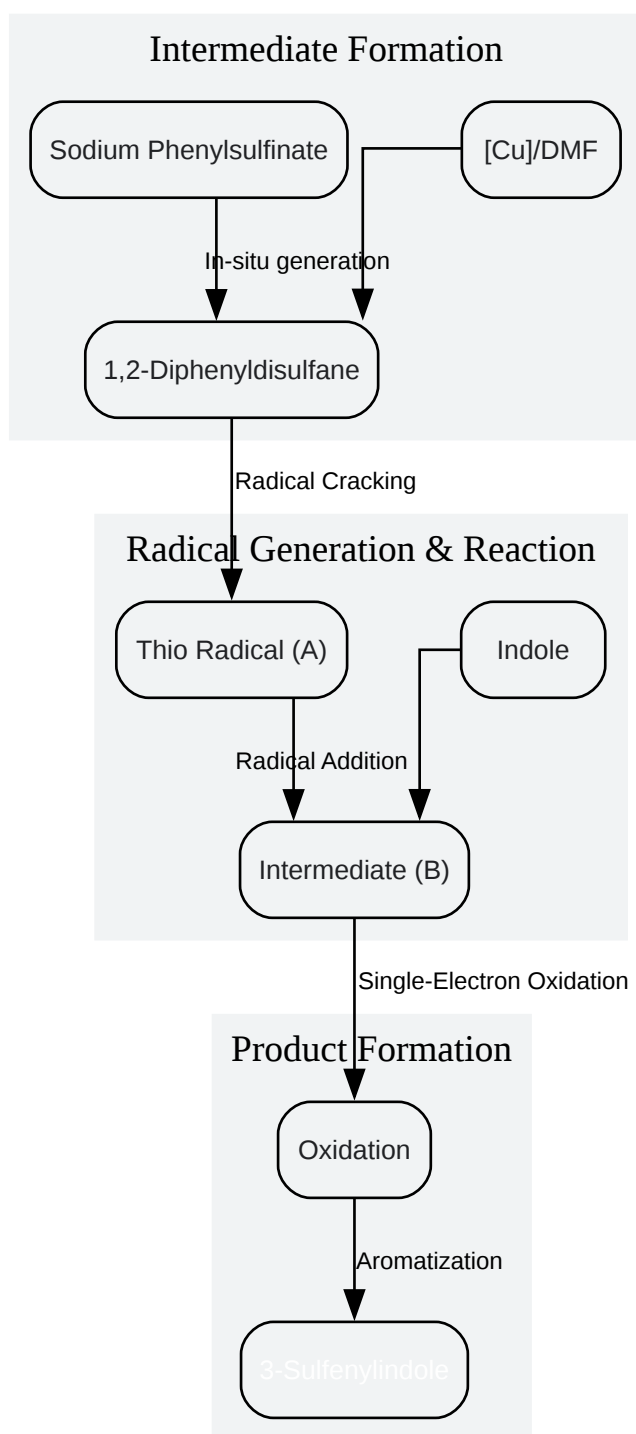 Intermediate Formation
Sodium Phenylsulfinate
[Cu]/DMF
In-situ generation
1,2-Diphenyldisulfane
Radical Cracking
Radical Generation & Reaction
Thio Radical (A)
Indole
Radical Addition
Intermediate (B)
Single-Electron Oxidation
Product Formation
Oxidation
Aromatization
3-Sulfenylindole